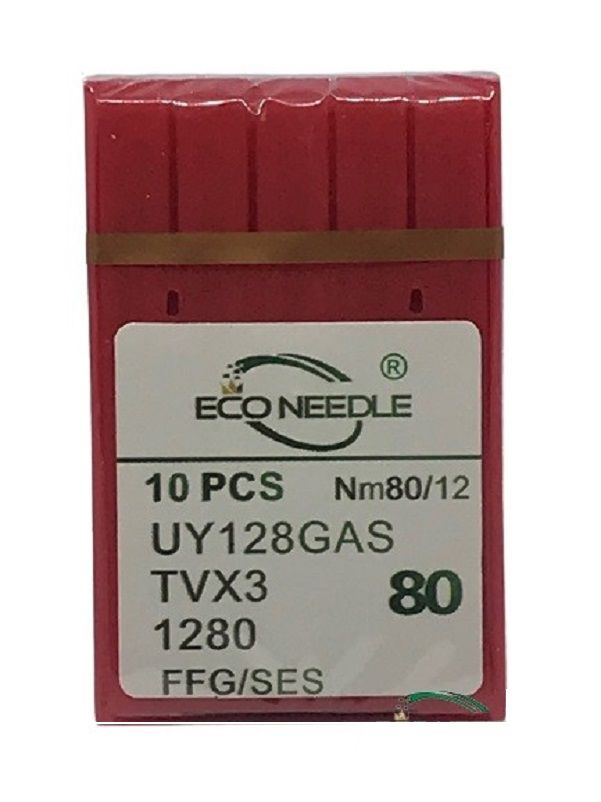 ®
ECO NEEDLE
10 PCS Nm80/12
UY128GAS
TVX3 80
1280
FFG/SES